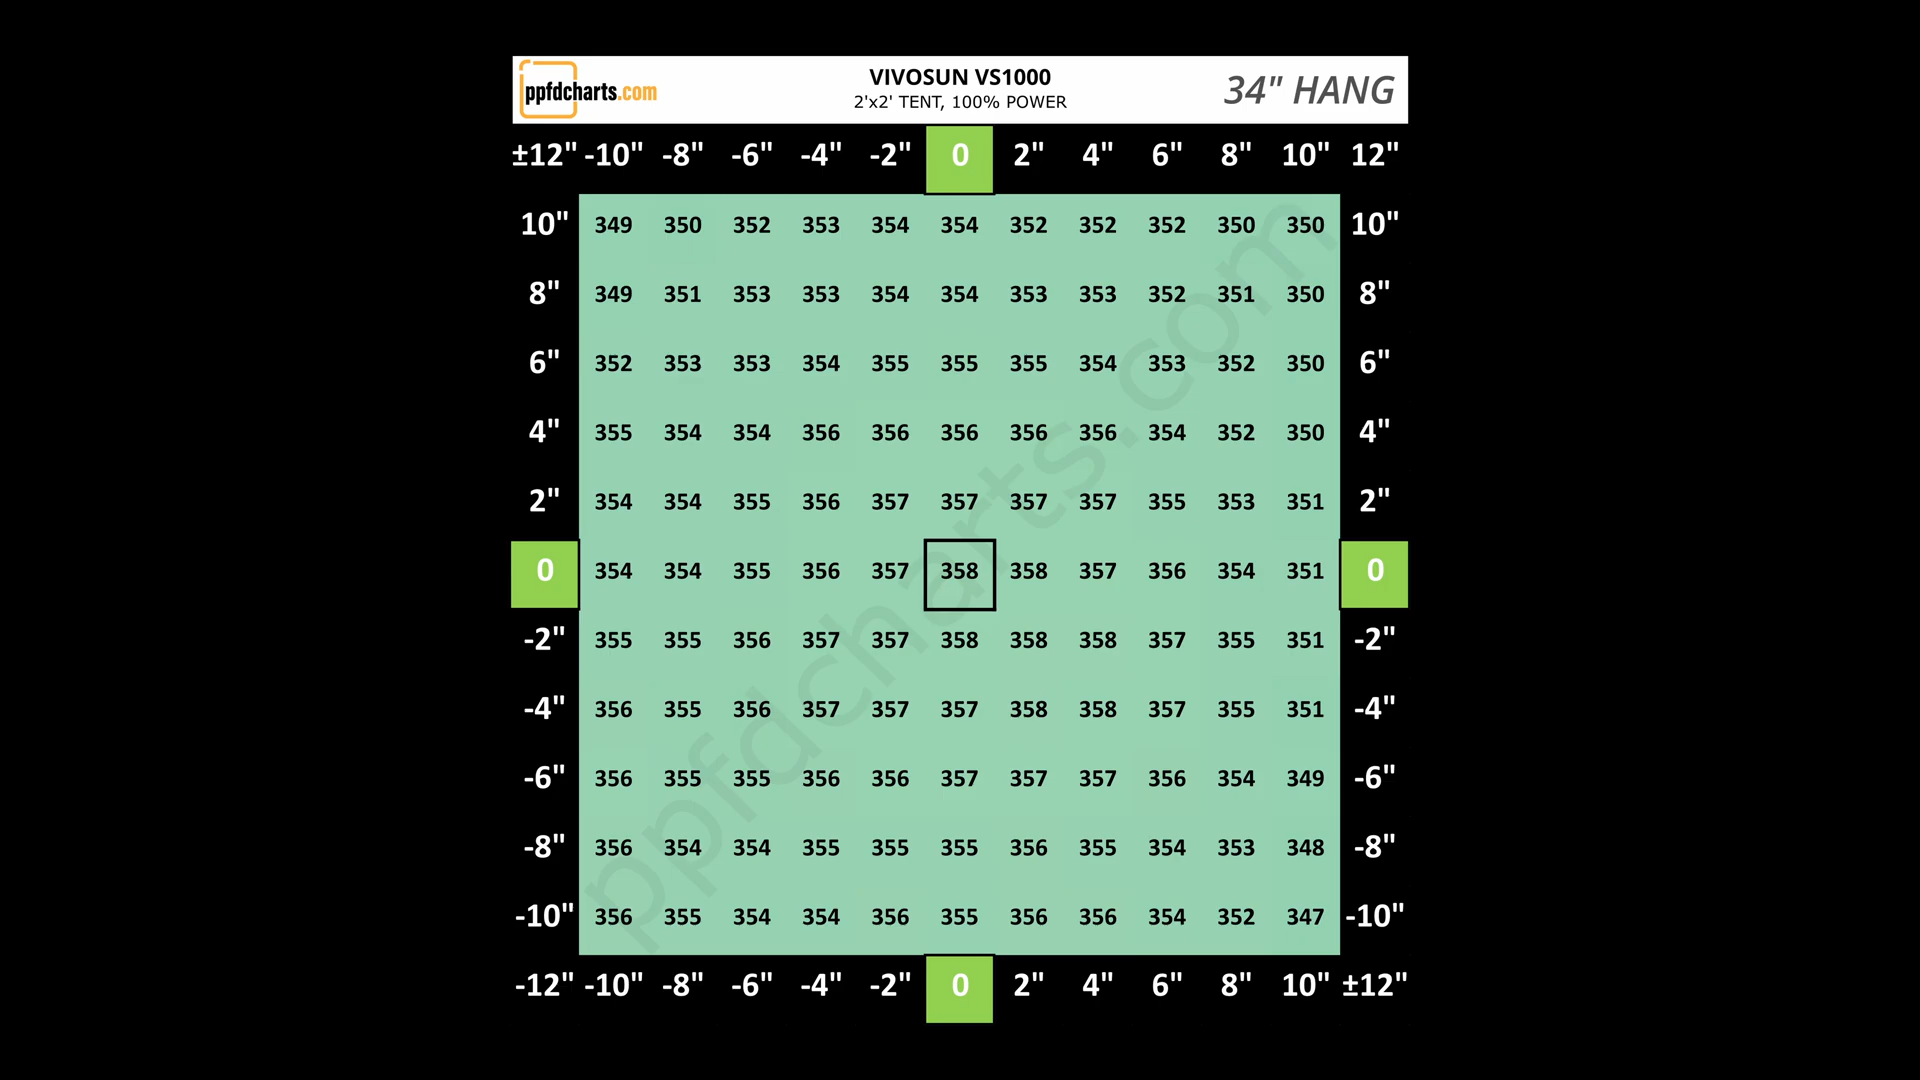 ppfdcharts.com
VIVOSUN VS1000
2'x2' TENT, 100% POWER
34" HANG
±12" -10" -8" -6" -4" -2" 0 2" 4" 6" 8" 10" 12"
10" 349 350 352 353 354 354 352 352 352 350 350 10"
8" 349 351 353 353 354 354 353 353 352 351 350 8"
6" 352 353 353 354 355 355 355 354 353 352 350 6"
4" 355 354 354 356 356 356 356 356 354 352 350 4"
2" 354 354 355 356 357 357 357 357 355 353 351 2"
0 354 354 355 356 357 358 358 357 356 354 351 0
-2" 355 355 356 357 357 358 358 358 357 355 351 -2"
-4" 356 355 356 357 357 357 358 358 357 355 351 -4"
-6" 356 355 355 356 356 357 357 357 356 354 349 -6"
-8" 356 354 354 355 355 355 356 355 354 353 348 -8"
-10" 356 355 354 354 356 355 356 356 354 352 347 -10"
-12" -10" -8" -6" -4" -2" 0 2" 4" 6" 8" 10" ±12"
ppfdcharts.com